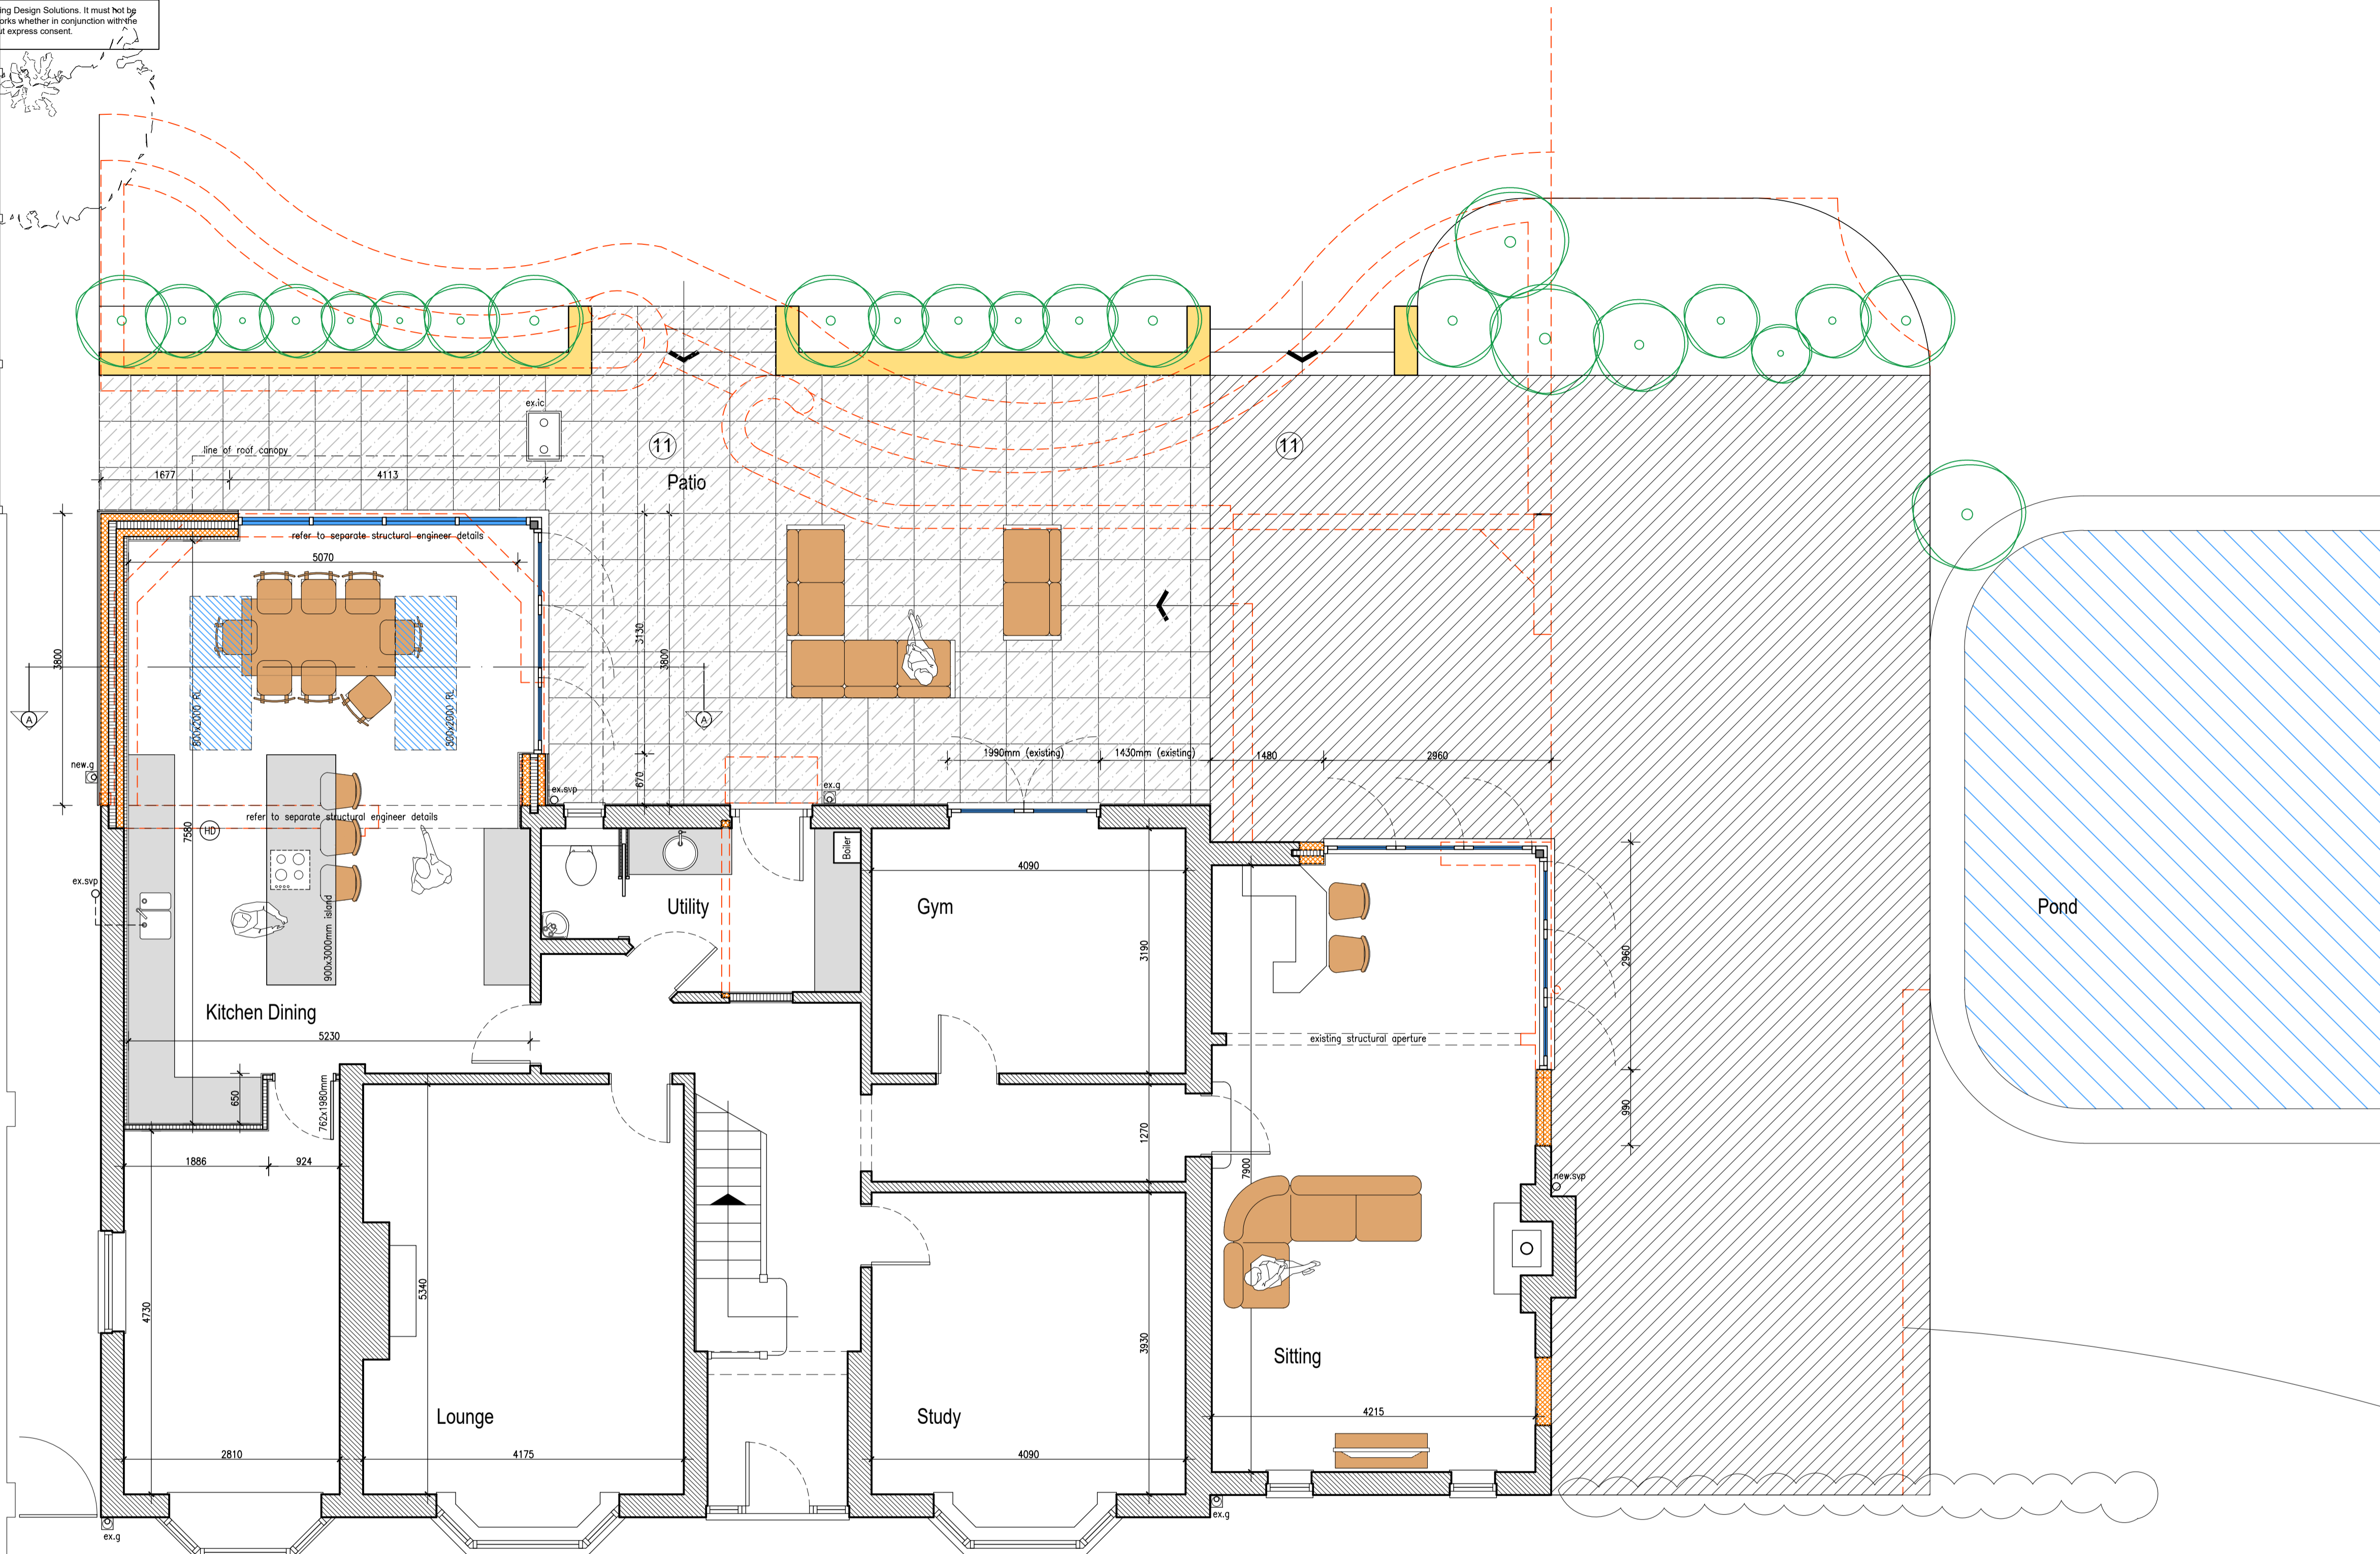 ing Design Solutions. It must not be
orks whether in conjunction with the
ut express consent.
ex.ic
line of roof canopy
11
11
1677
4113
Patio
refer to separate structural engineer details
5070
3800
3130
3800
800x2000 RL
800x2000 RL
A
A
670
1990mm (existing)
1430mm (existing)
1480
2960
new.g
ex.svp
ex.g
refer to separate structural engineer details
HD
7580
Boiler
4090
ex.svp
900x3000mm island
Utility
Gym
Pond
3190
2960
Kitchen Dining
5230
existing structural aperture
650
762x1980mm
990
1270
1886
924
7900
new.svp
4730
5340
3930
Sitting
Lounge
Study
4215
2810
4175
4090
ex.g
ex.g